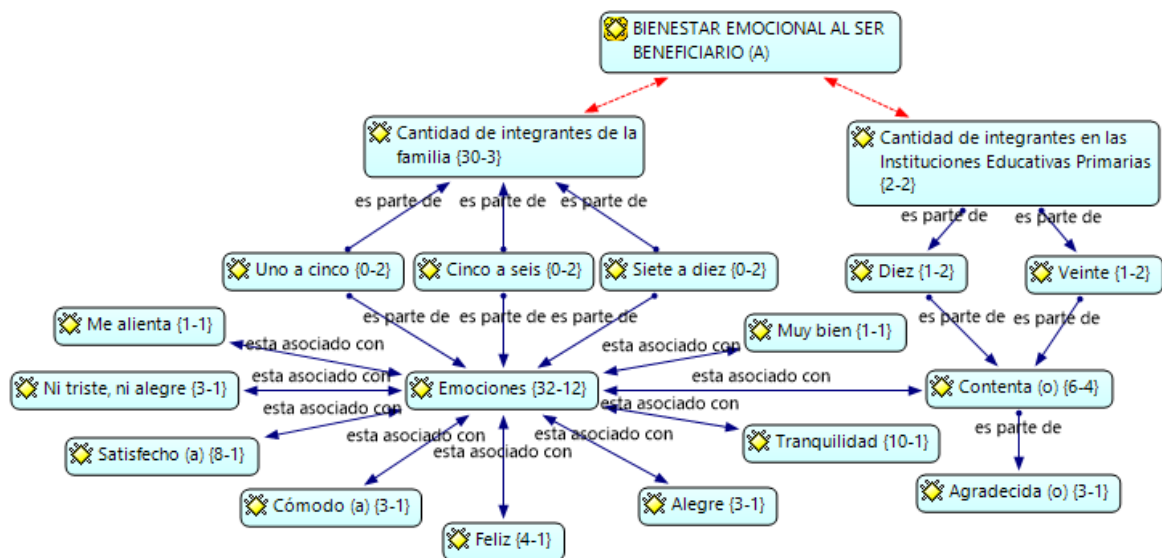 BIENESTAR EMOCIONAL AL SER
BENEFICIARIO (A)
Cantidad de integrantes de la
familia {30-3}
Cantidad de integrantes en las
Instituciones Educativas Primarias
{2-2}
es parte de
es parte de
es parte de
es parte de
es parte de
Uno a cinco {0-2}
Cinco a seis {0-2}
Siete a diez {0-2}
Diez {1-2}
Veinte {1-2}
es parte de
es parte de
es parte de
es parte de
es parte de
Me alienta {1-1}
Muy bien {1-1}
esta asociado con
esta asociado con
Ni triste, ni alegre {3-1}
esta asociado con
Emociones {32-12}
esta asociado con
Contenta (o) {6-4}
esta asociado con
esta asociado con
esta asociado con
esta asociado con
esta asociado con
es parte de
Satisfecho (a) {8-1}
Tranquilidad {10-1}
Cómodo (a) {3-1}
Feliz {4-1}
Alegre {3-1}
Agradecida (o) {3-1}